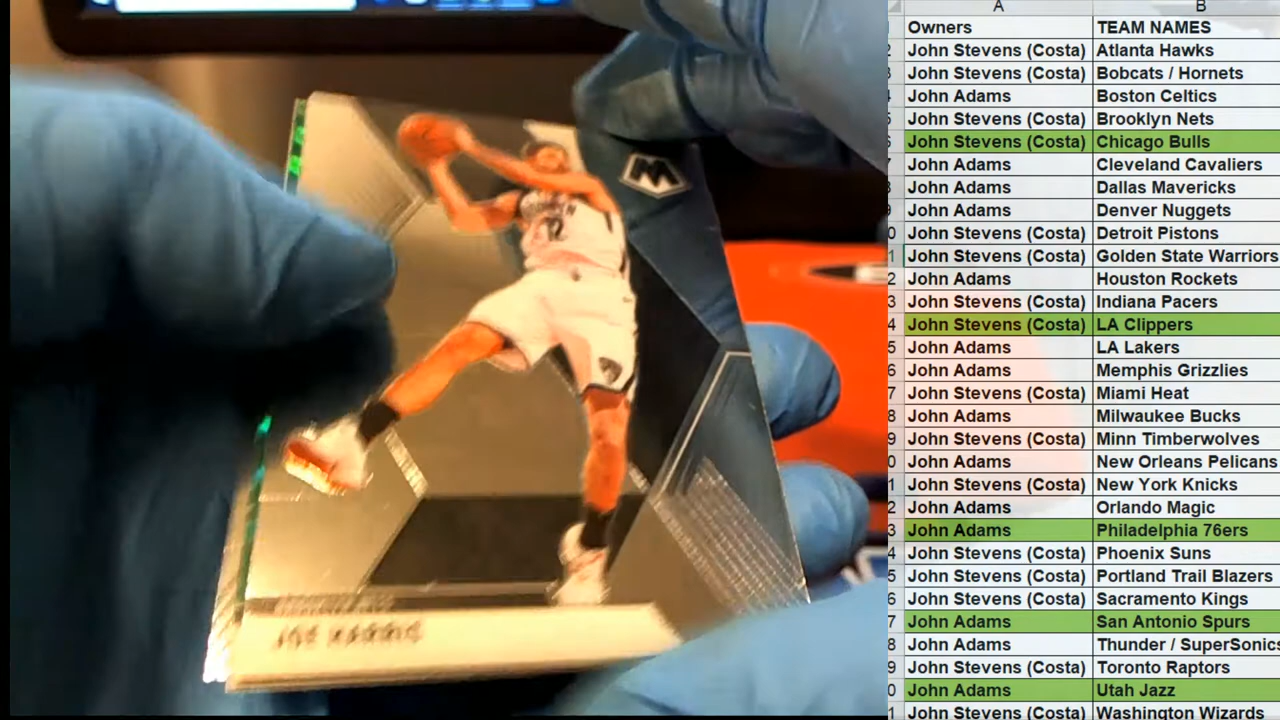 A B
Owners TEAM NAMES
John Stevens (Costa) Atlanta Hawks
John Stevens (Costa) Bobcats / Hornets
John Adams Boston Celtics
John Stevens (Costa) Brooklyn Nets
John Stevens (Costa) Chicago Bulls
John Adams Cleveland Cavaliers
John Adams Dallas Mavericks
John Adams Denver Nuggets
John Stevens (Costa) Detroit Pistons
John Stevens (Costa) Golden State Warriors
John Adams Houston Rockets
John Stevens (Costa) Indiana Pacers
John Stevens (Costa) LA Clippers
John Adams LA Lakers
John Adams Memphis Grizzlies
John Stevens (Costa) Miami Heat
John Adams Milwaukee Bucks
John Stevens (Costa) Minn Timberwolves
John Adams New Orleans Pelicans
John Stevens (Costa) New York Knicks
John Adams Orlando Magic
John Adams Philadelphia 76ers
John Stevens (Costa) Phoenix Suns
John Stevens (Costa) Portland Trail Blazers
John Stevens (Costa) Sacramento Kings
John Adams San Antonio Spurs
John Adams Thunder / SuperSonics
John Stevens (Costa) Toronto Raptors
John Adams Utah Jazz
John Stevens (Costa) Washington Wizards
M
12
JOE HARRIS